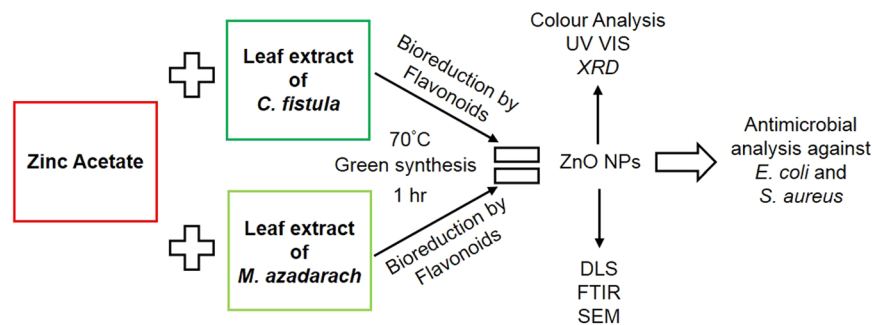 Zinc Acetate
Leaf extract
of
C. fistula
Leaf extract
of
M. azadarach
Bioreduction by
Flavonoids
70°C
Green synthesis
1 hr
Bioreduction by
Flavonoids
Colour Analysis
UV VIS
XRD
ZnO NPs
DLS
FTIR
SEM
Antimicrobial
analysis against
E. coli and
S. aureus